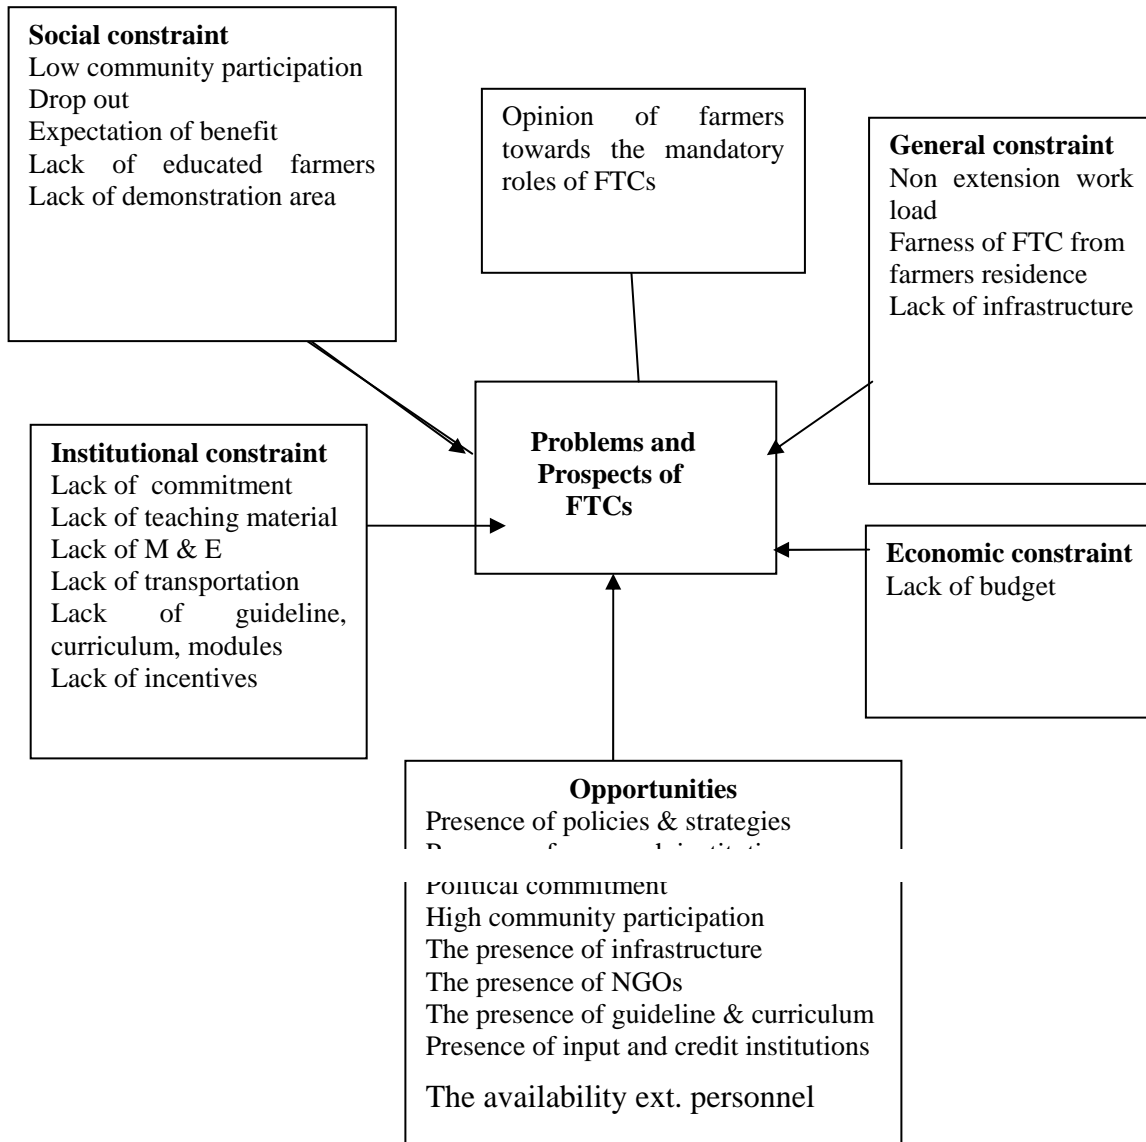 Social constraint
Low community participation
Drop out
Expectation of benefit
Lack of educated farmers
Lack of demonstration area
Opinion of farmers
towards the mandatory
roles of FTCs
General constraint
Non extension work
load
Farness of FTC from
farmers residence
Lack of infrastructure
Institutional constraint
Lack of commitment
Lack of teaching material
Lack of M & E
Lack of transportation
Lack of guideline,
curriculum, modules
Lack of incentives
Problems and
Prospects of
FTCs
Economic constraint
Lack of budget
Opportunities
Presence of policies & strategies
Political commitment
High community participation
The presence of infrastructure
The presence of NGOs
The presence of guideline & curriculum
Presence of input and credit institutions
The availability ext. personnel